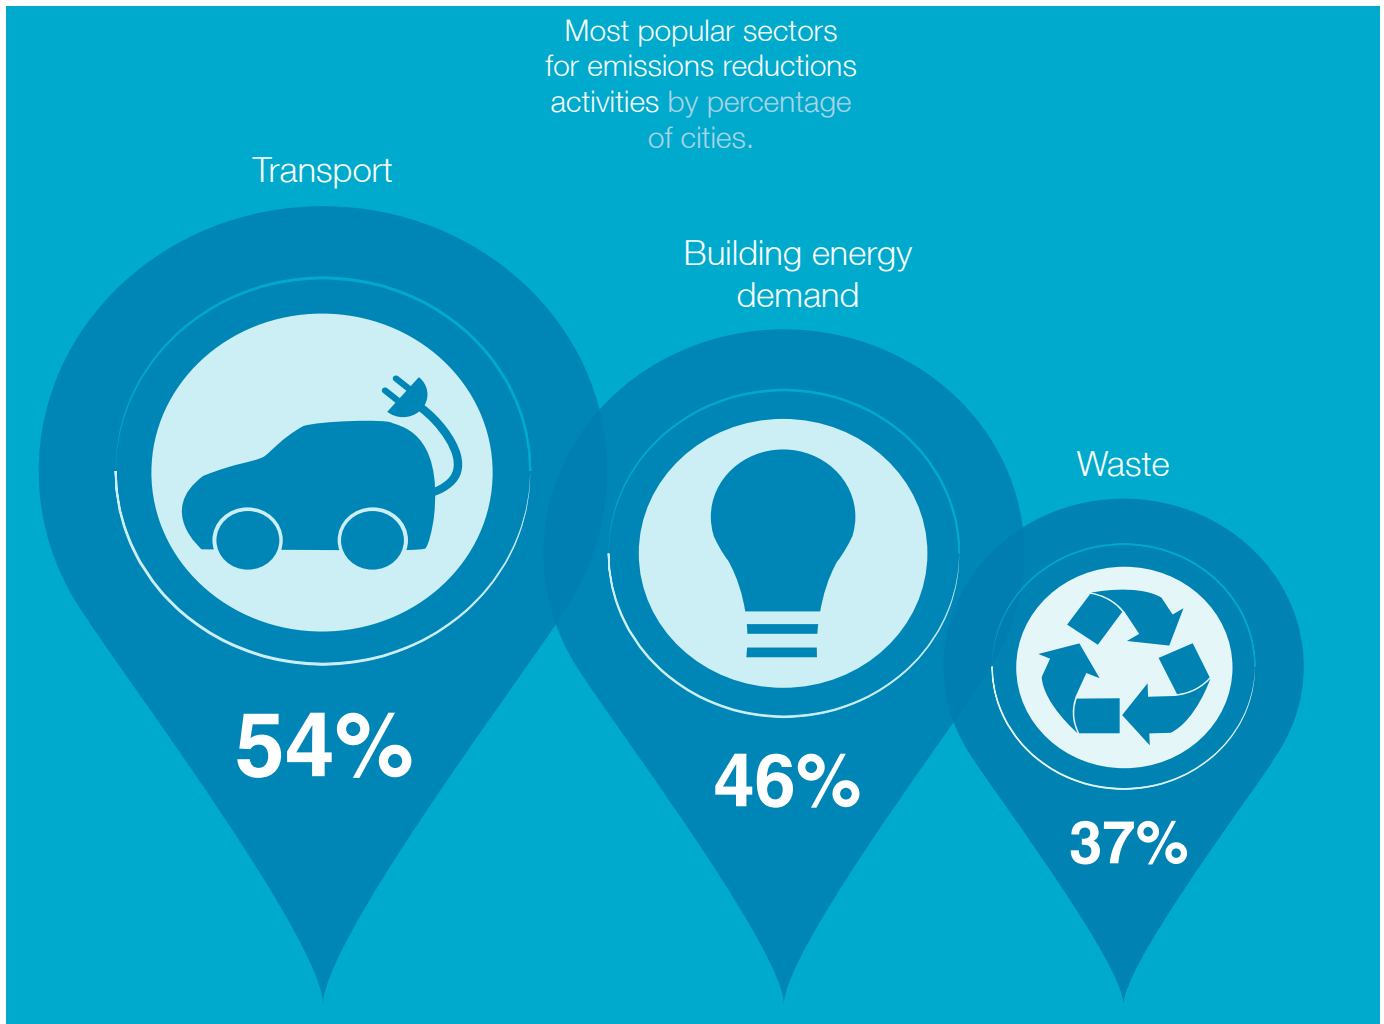 Most popular sectors
for emissions reductions
activities by percentage
of cities.
Transport
Building energy
demand
Waste
54%
46%
37%